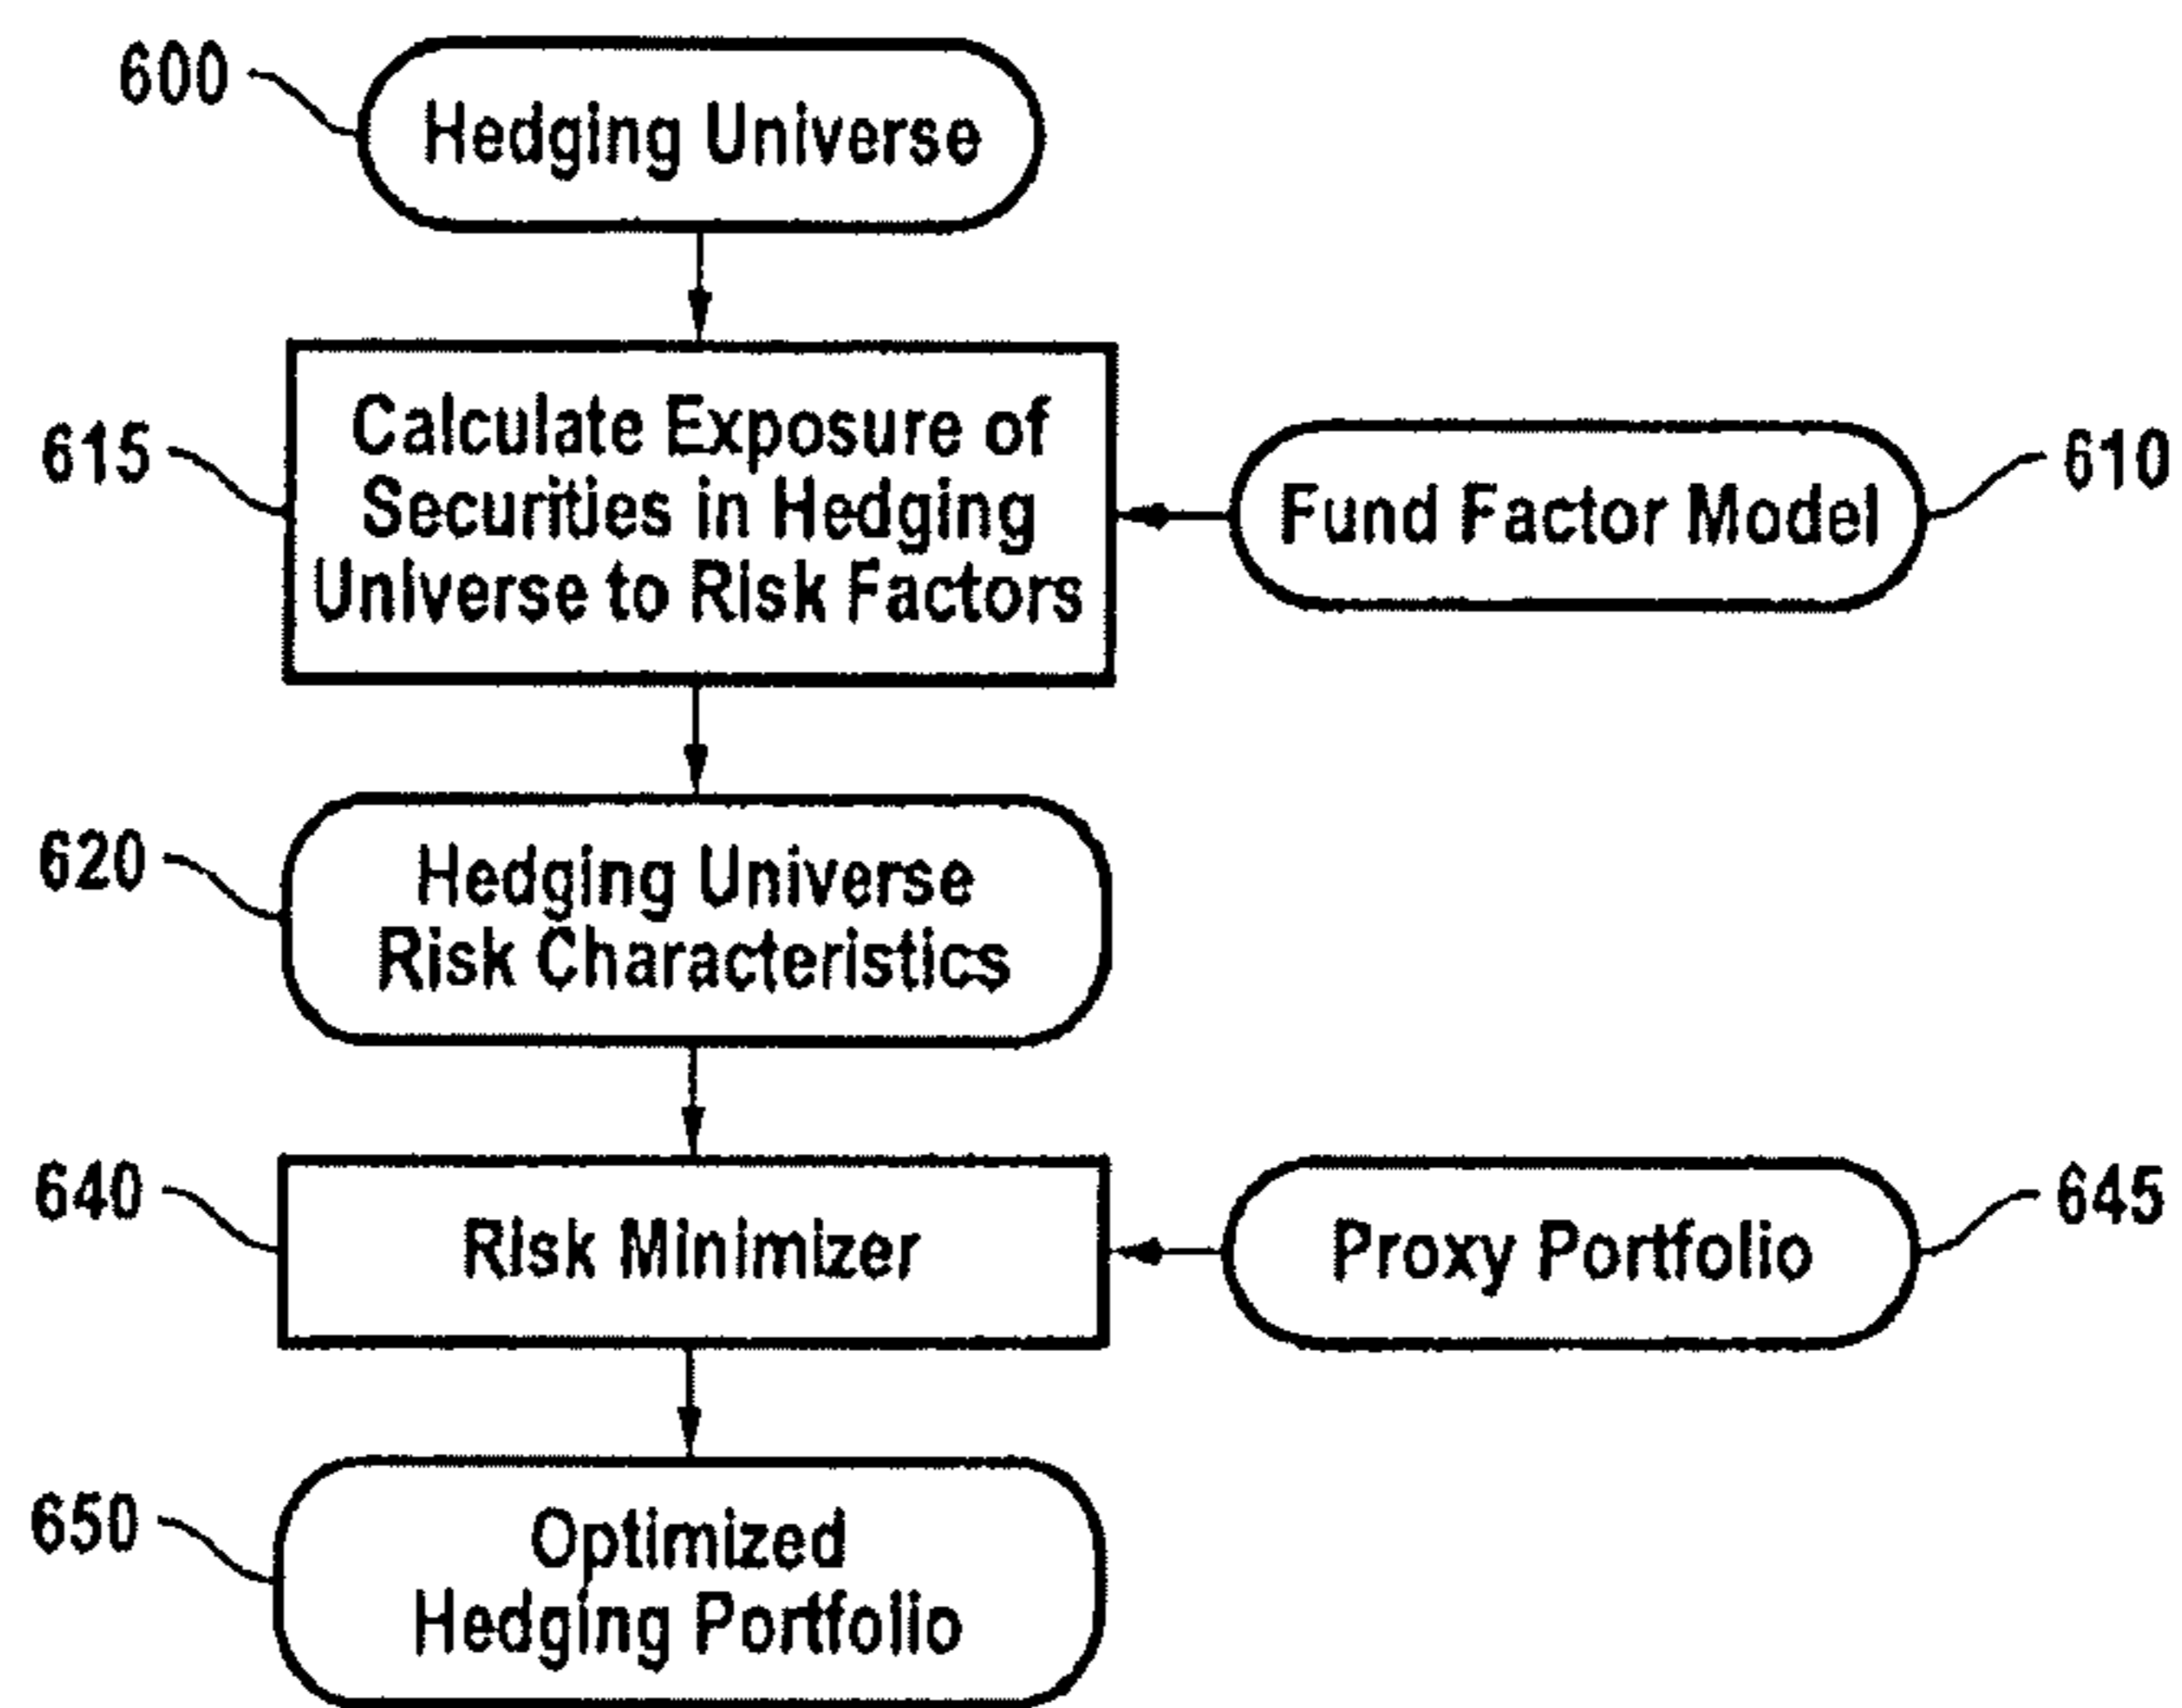 600
Hedging Universe
615
Calculate Exposure of
Securities in Hedging
Universe to Risk Factors
Fund Factor Model
610
620
Hedging Universe
Risk Characteristics
640
Risk Minimizer
Proxy Portfolio
645
650
Optimized
Hedging Portfolio